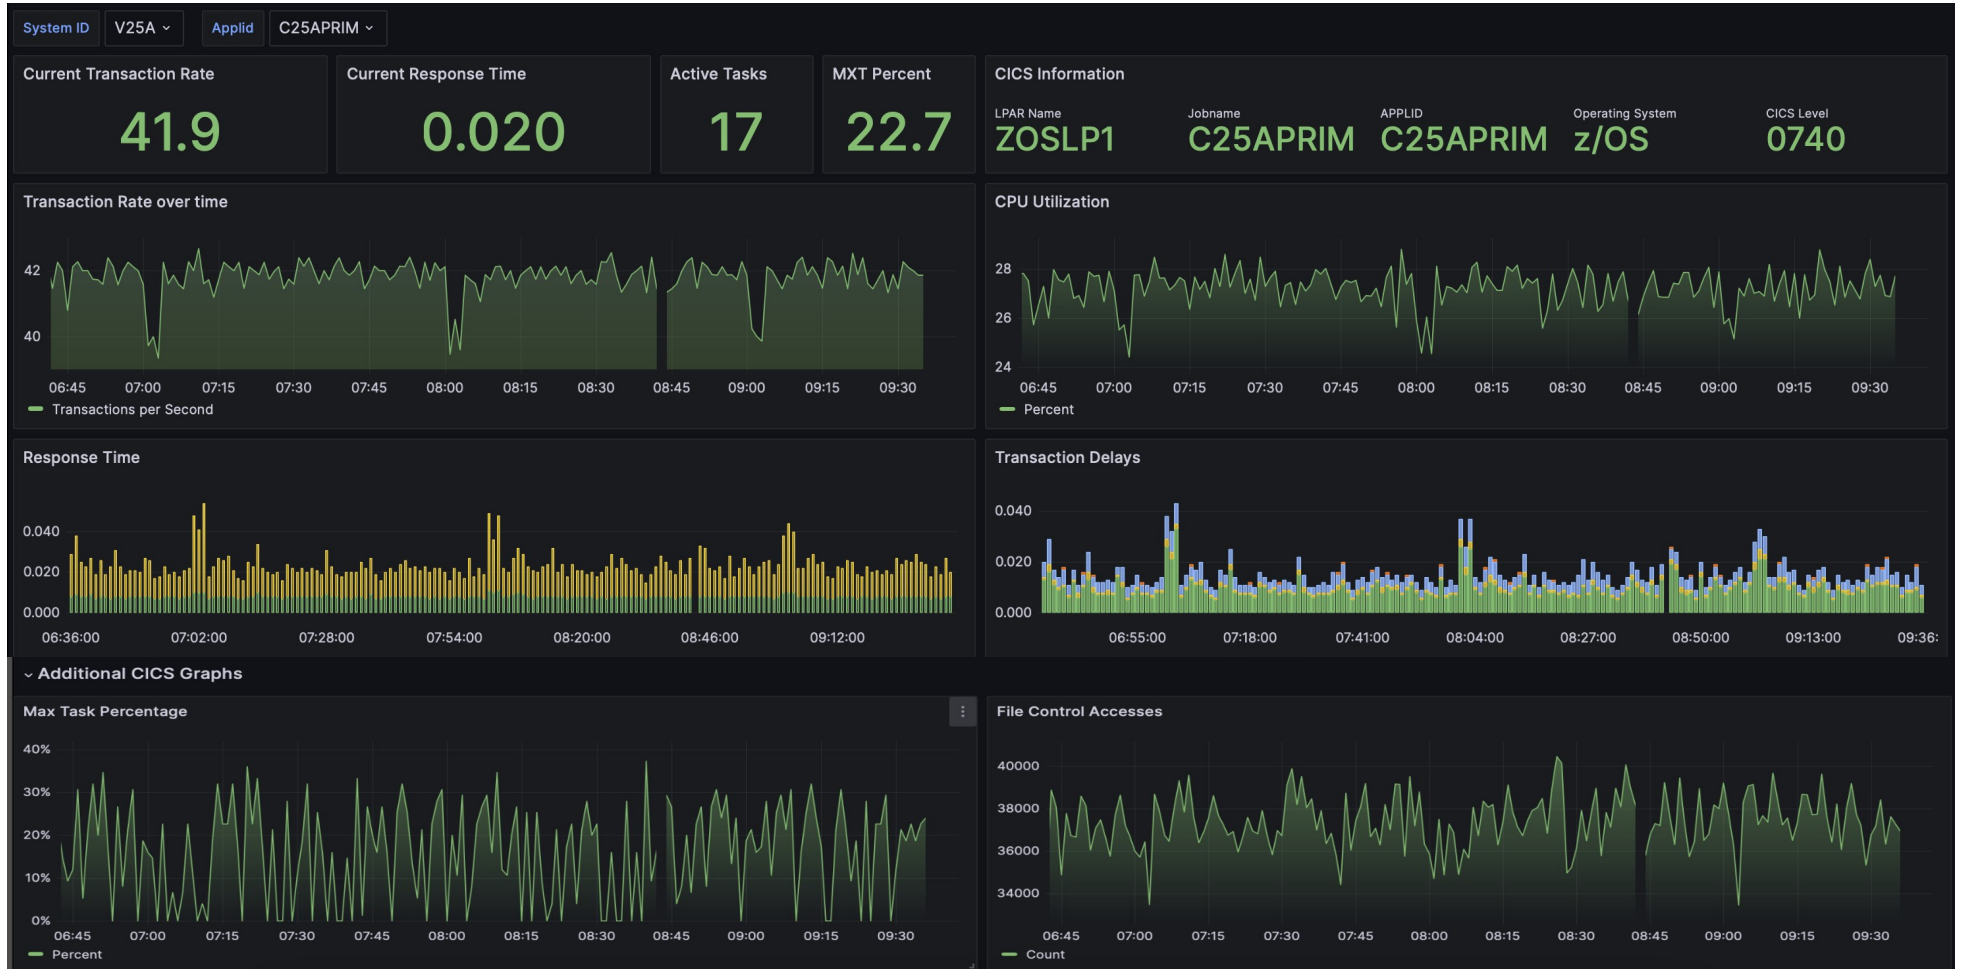 System ID V25A Applid C25APRIM
Current Transaction Rate
41.9
Current Response Time
0.020
Active Tasks
17
MXT Percent
22.7
CICS Information
LPAR Name Jobname APPLID Operating System CICS Level
ZOSLP1 C25APRIM C25APRIM z/OS 0740
Transaction Rate over time
42
40
06:45 07:00 07:15 07:30 07:45 08:00 08:15 08:30 08:45 09:00 09:15 09:30
Transactions per Second
CPU Utilization
28
26
24
06:45 07:00 07:15 07:30 07:45 08:00 08:15 08:30 08:45 09:00 09:15 09:30
Percent
Response Time
0.040
0.020
0.000
06:36:00 07:02:00 07:28:00 07:54:00 08:20:00 08:46:00 09:12:00
Transaction Delays
0.040
0.020
0.000
06:55:00 07:18:00 07:41:00 08:04:00 08:27:00 08:50:00 09:13:00 09:36:
Additional CICS Graphs
Max Task Percentage
40%
30%
20%
10%
0%
06:45 07:00 07:15 07:30 07:45 08:00 08:15 08:30 08:45 09:00 09:15 09:30
Percent
File Control Accesses
40000
38000
36000
34000
06:45 07:00 07:15 07:30 07:45 08:00 08:15 08:30 08:45 09:00 09:15 09:30
Count